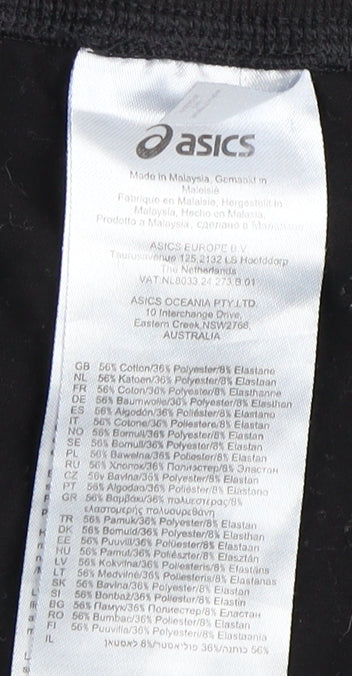 asics
Made in Malaysia, Gemaakt in
Maleisië
Fabriqué en Malaisie, Hergestellt in
Malaysia, Hecho en Malasia,
Prodotto a Malaysia, сделано в
ASICS EUROPE B.V.
Taurusavenue 125,2132 LS Hoofddorp
The Netherlands
VAT:NL8033.24.273.B.01
ASICS OCEANIA PTY.LTD.
10 Interchange Drive,
Eastern Creek,NSW2766,
AUSTRALIA
GB 56% Cotton/36% Polyester/8% Elastane
NL 56% Katoen/36% Polyester/8% Elastaan
FR 56% Coton/36% Polyester/8% Elasthanne
DE 56% Baumwolle/36% Polyester/8% Elasthan
ES 56% Algodón/36% Poliéster/8% Elastano
IT 56% Cotone/36% Poliestere/8% Elastan
NO 56% Bomull/36% Polyester/8% Elastan
SE 56% Bomull/36% Polyester/8% Elastan
PL 56% Bawełna/36% Poliester/8% Elastan
RU 56% Хлопок/36% Полиэстер/8% Эластан
CZ 56% Bavlna/36% Polyester/8% Elastan
PT 56% Algodão/36% Poliéster/8% Elastano
GR 56% Βαμβάκι/36% πολυεστέρας/8%
ελαστομερής πολυουρεθάνη
TR 56% Pamuk/36% Polyester/8% Elastan
DK 56% Bomuld/36% Polyester/8% Elasthan
EE 56% Puuvill/36% Polüester/8% Elastaan
HU 56% Pamut/36% Poliészter/8% Elasztán
LV 56% Kokvilna/36% Poliesteris/8% Elastāns
LT 56% Medvilnė/36% Poliesteris/8% Elastanas
SK 56% Bavlna/36% Polyester/8% Elastan
SI 56% Bombaž/36% Poliester/8% Elastin
BG 56% Памук/36% Полиестер/8% Еластан
RO 56% Bumbac/36% Poliester/8% Elastan
FI 56% Puuvilla/36% Polyesteri/8% Elastaania
IL 56% כותנה/36% פוליאסטר/8% לאסטאן